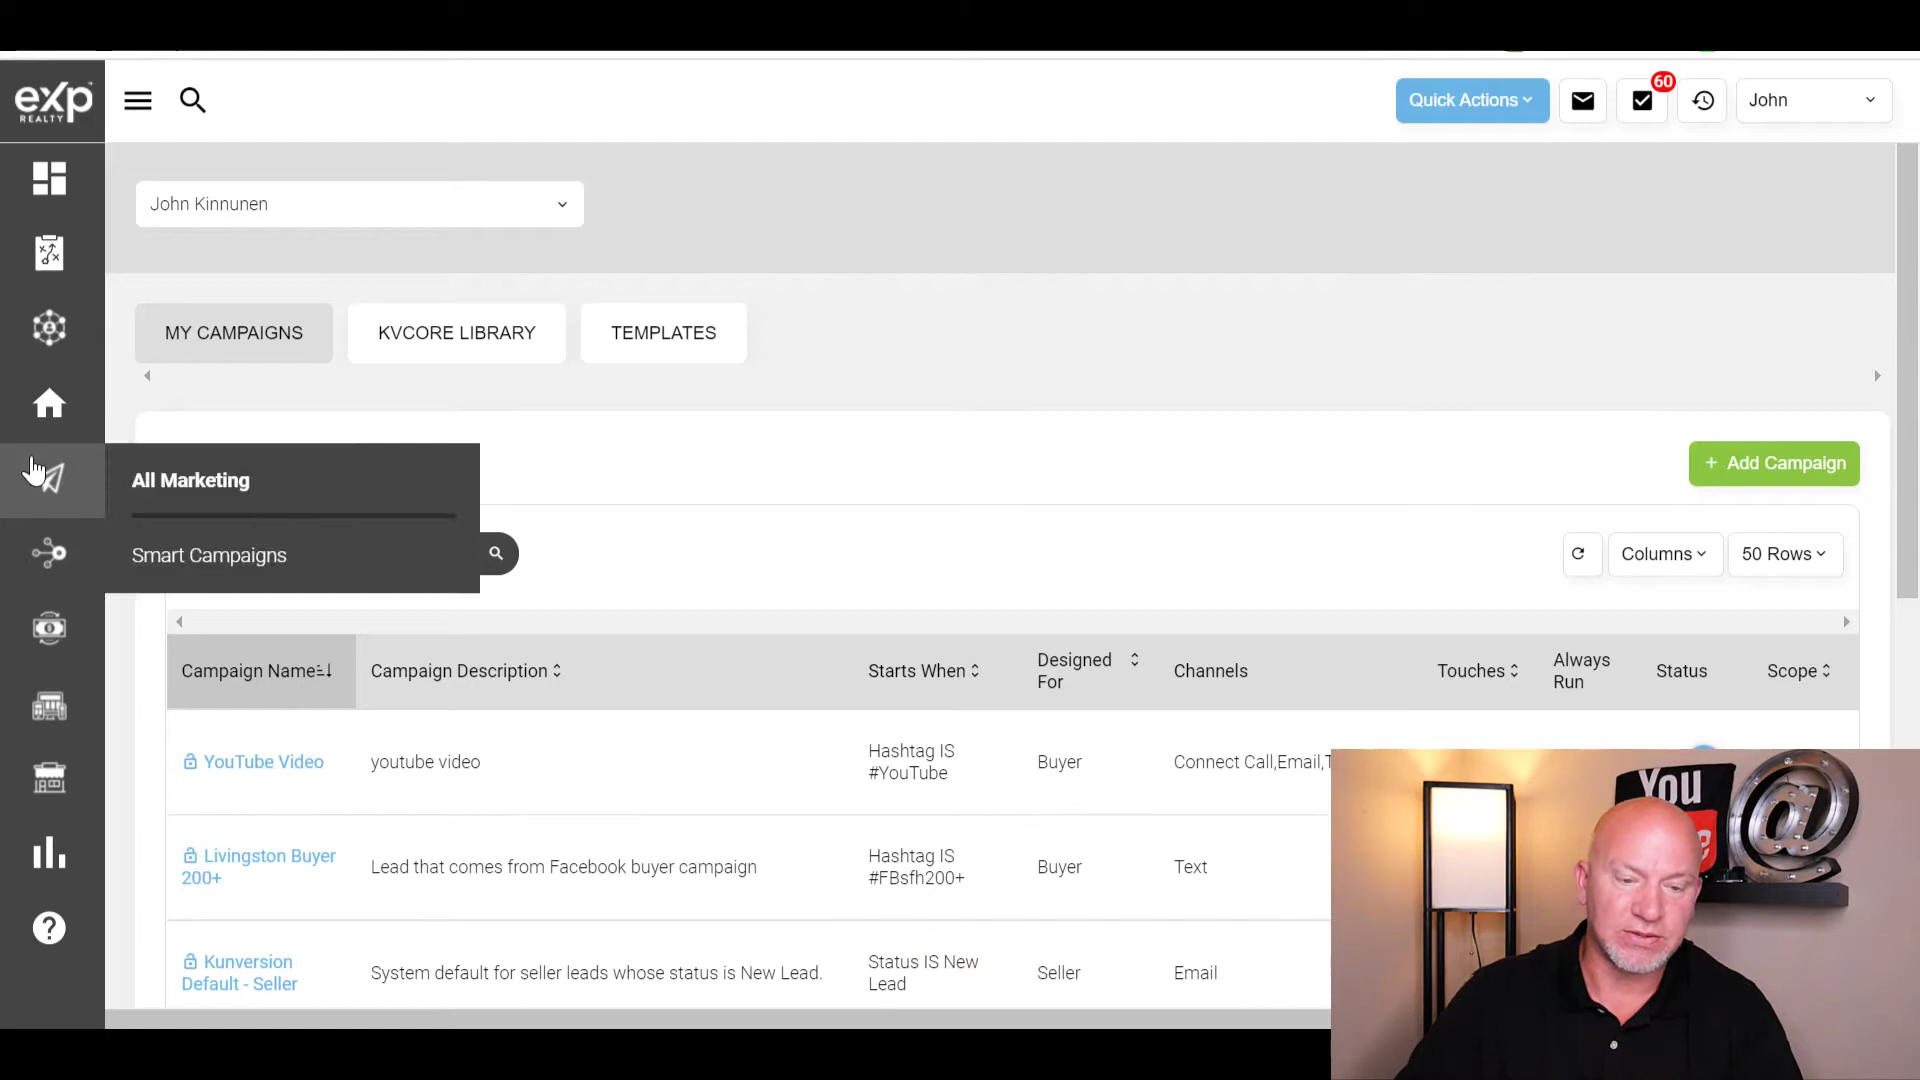 eXp
REALTY
Quick Actions
60
John
John Kinnunen
MY CAMPAIGNS
KVCORE LIBRARY
TEMPLATES
All Marketing
Smart Campaigns
+ Add Campaign
Columns
50 Rows
Campaign Name
Campaign Description
Starts When
Designed For
Channels
Touches
Always Run
Status
Scope
YouTube Video
youtube video
Hashtag IS
#YouTube
Buyer
Connect Call,Email,T
Livingston Buyer
200+
Lead that comes from Facebook buyer campaign
Hashtag IS
#FBsfh200+
Buyer
Text
Kunversion
Default - Seller
System default for seller leads whose status is New Lead.
Status IS New
Lead
Seller
Email
You
@